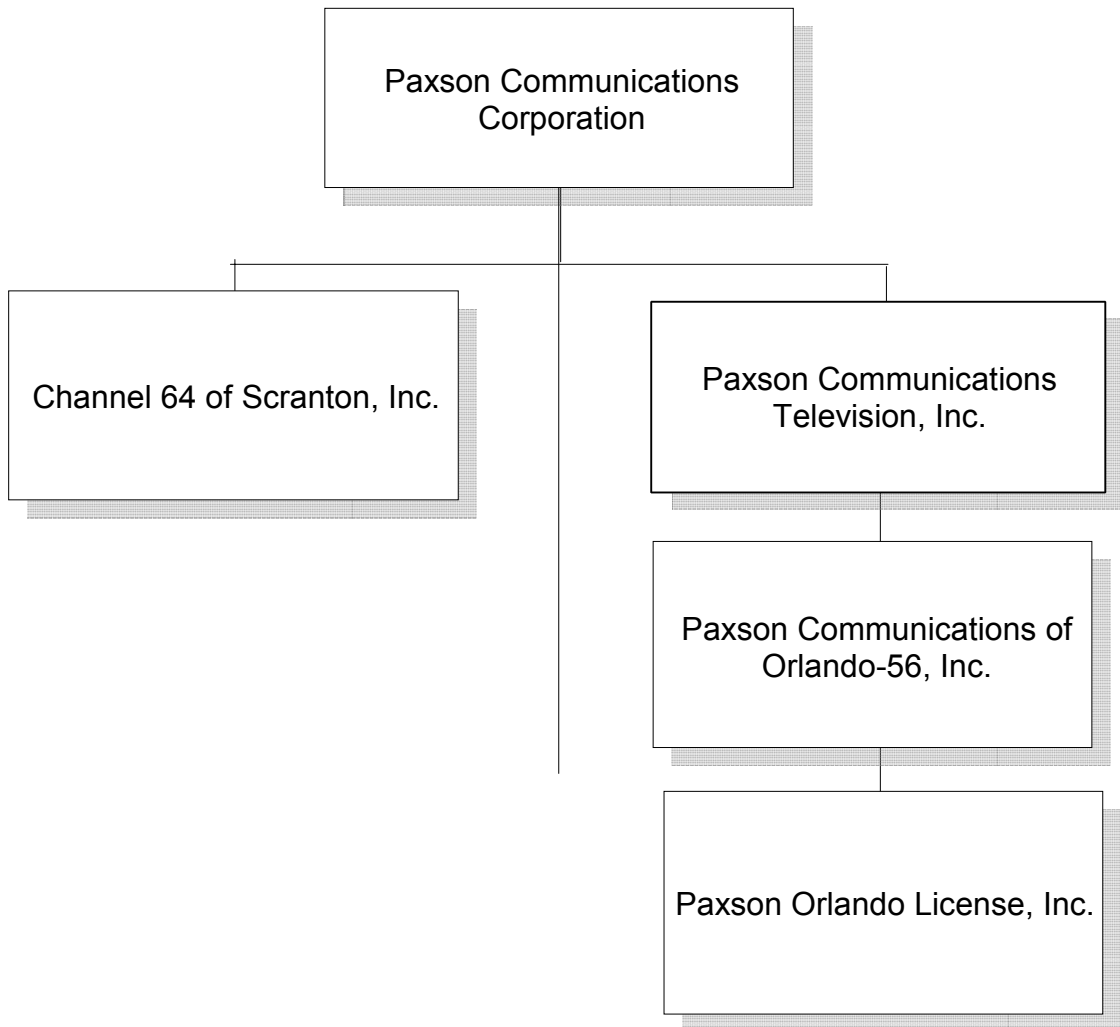 Paxson Communications
Corporation
Channel 64 of Scranton, Inc.
Paxson Communications
Television, Inc.
Paxson Communications of
Orlando-56, Inc.
Paxson Orlando License, Inc.